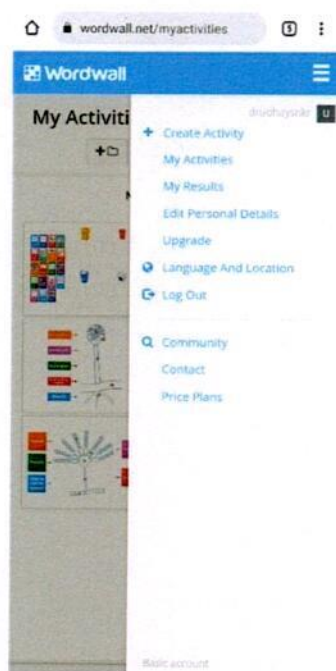 wordwall.net/myactivities
5
Wordwall
My Activiti
U
Create Activity
My Activities
My Results
Edit Personal Details
Upgrade
Language And Location
Log Out
Community
Contact
Price Plans
Basic account